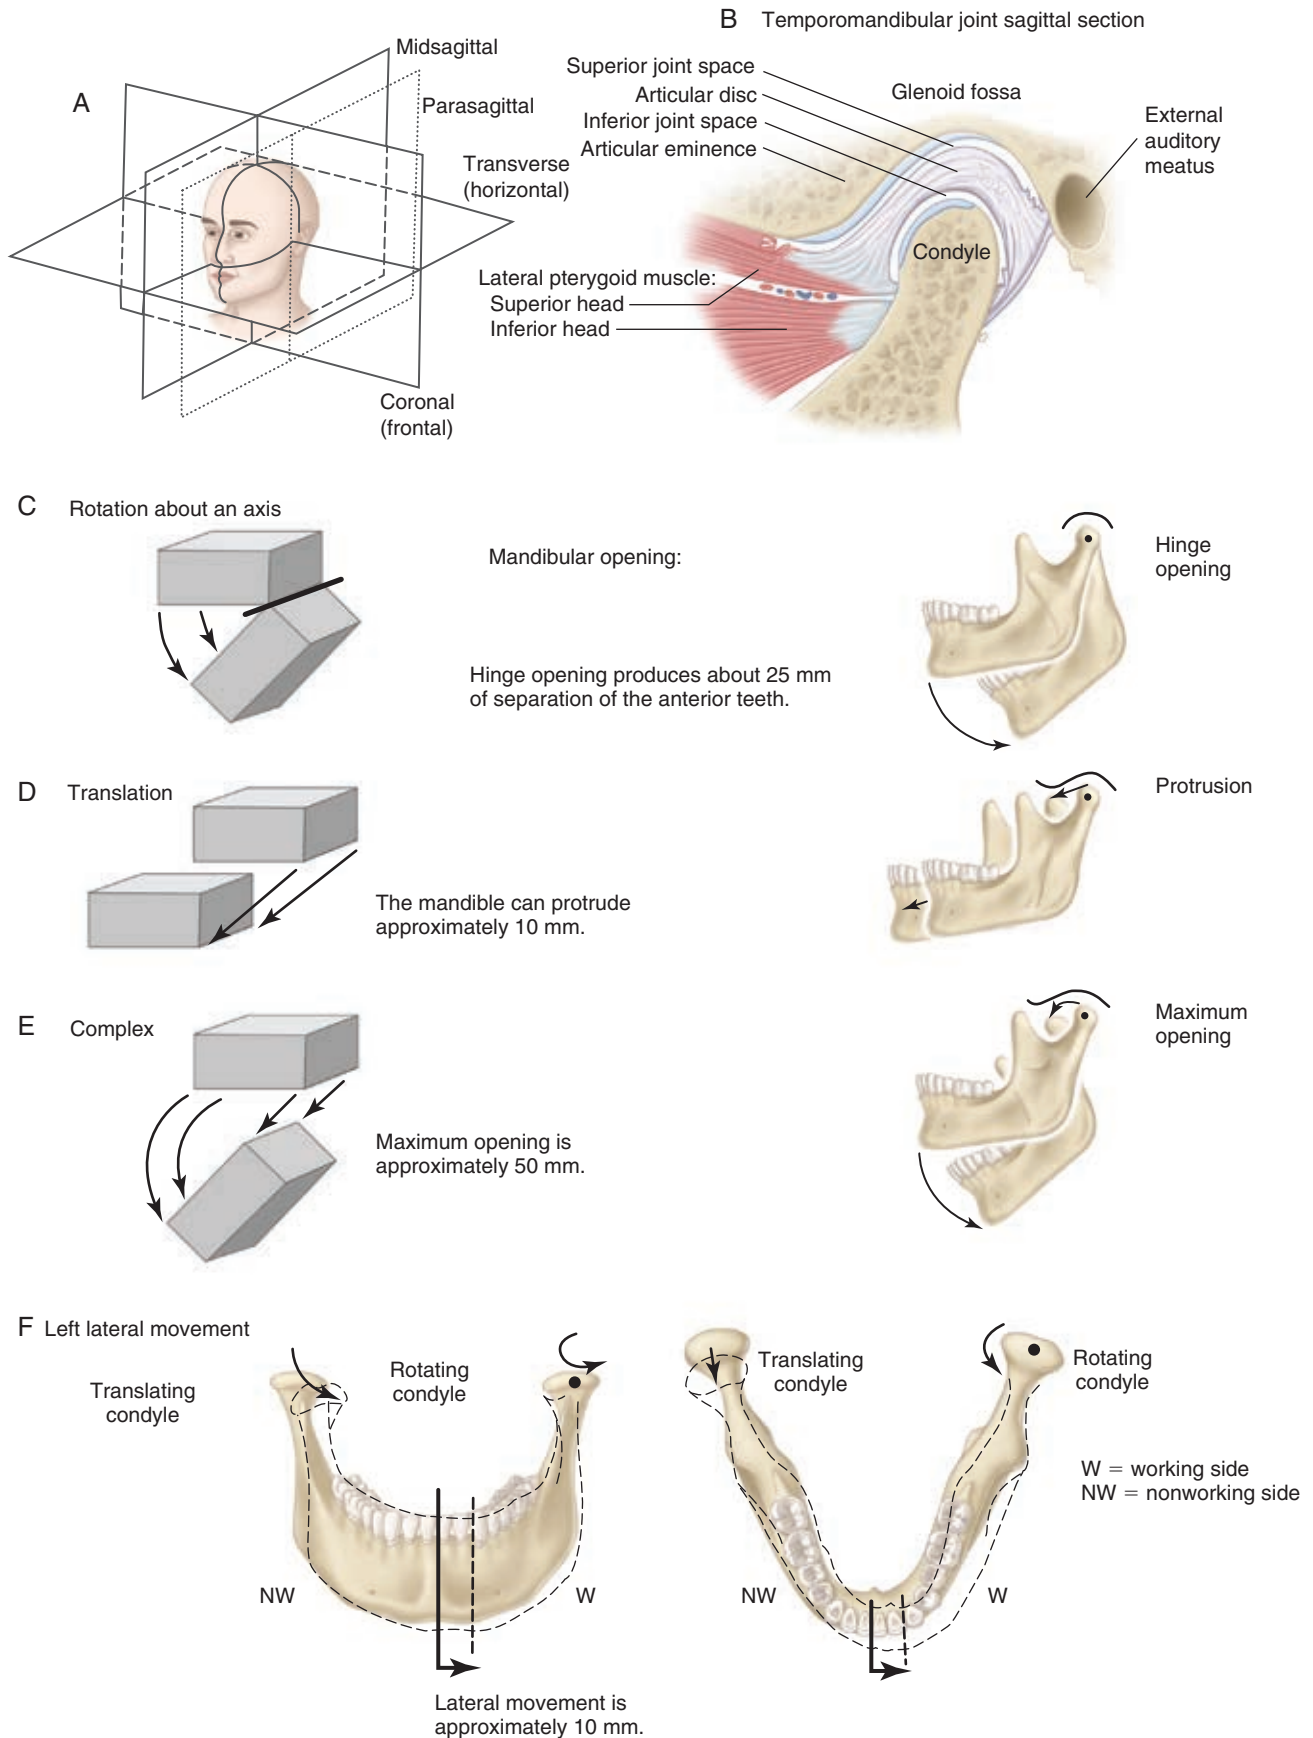 A
Midsagittal
Parasagittal
Transverse
(horizontal)
Coronal
(frontal)
B Temporomandibular joint sagittal section
Superior joint space
Articular disc
Inferior joint space
Articular eminence
Glenoid fossa
External
auditory
meatus
Condyle
Lateral pterygoid muscle:
Superior head
Inferior head
C Rotation about an axis
Mandibular opening:
Hinge
opening
Hinge opening produces about 25 mm
of separation of the anterior teeth.
D Translation
Protrusion
The mandible can protrude
approximately 10 mm.
E Complex
Maximum
opening
Maximum opening is
approximately 50 mm.
F Left lateral movement
Translating
condyle
Rotating
condyle
Translating
condyle
Rotating
condyle
W = working side
NW = nonworking side
NW
W
NW
W
Lateral movement is
approximately 10 mm.